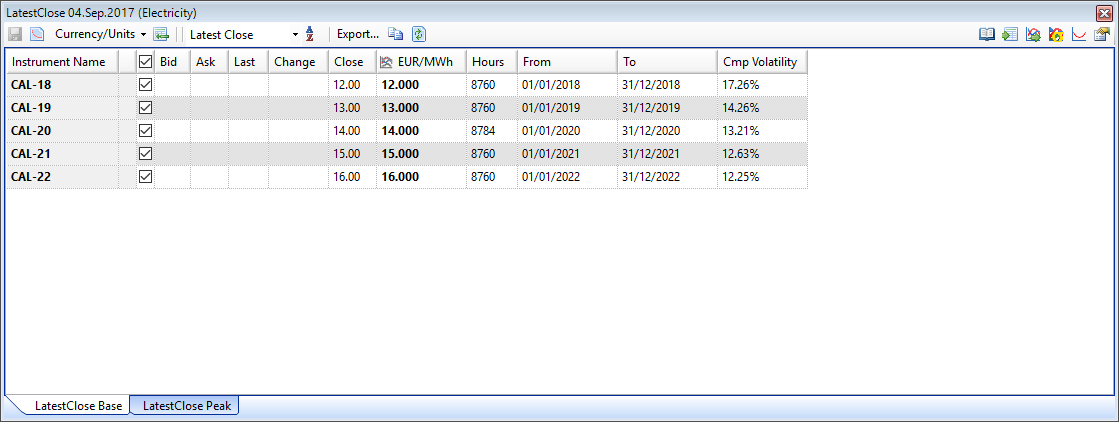 LatestClose 04.Sep.2017 (Electricity)
Currency/Units Latest Close Export...
Instrument Name Bid Ask Last Change Close EUR/MWh Hours From To Cmp Volatility
CAL-18 12.00 12.000 8760 01/01/2018 31/12/2018 17.26%
CAL-19 13.00 13.000 8760 01/01/2019 31/12/2019 14.26%
CAL-20 14.00 14.000 8784 01/01/2020 31/12/2020 13.21%
CAL-21 15.00 15.000 8760 01/01/2021 31/12/2021 12.63%
CAL-22 16.00 16.000 8760 01/01/2022 31/12/2022 12.25%
LatestClose Base LatestClose Peak